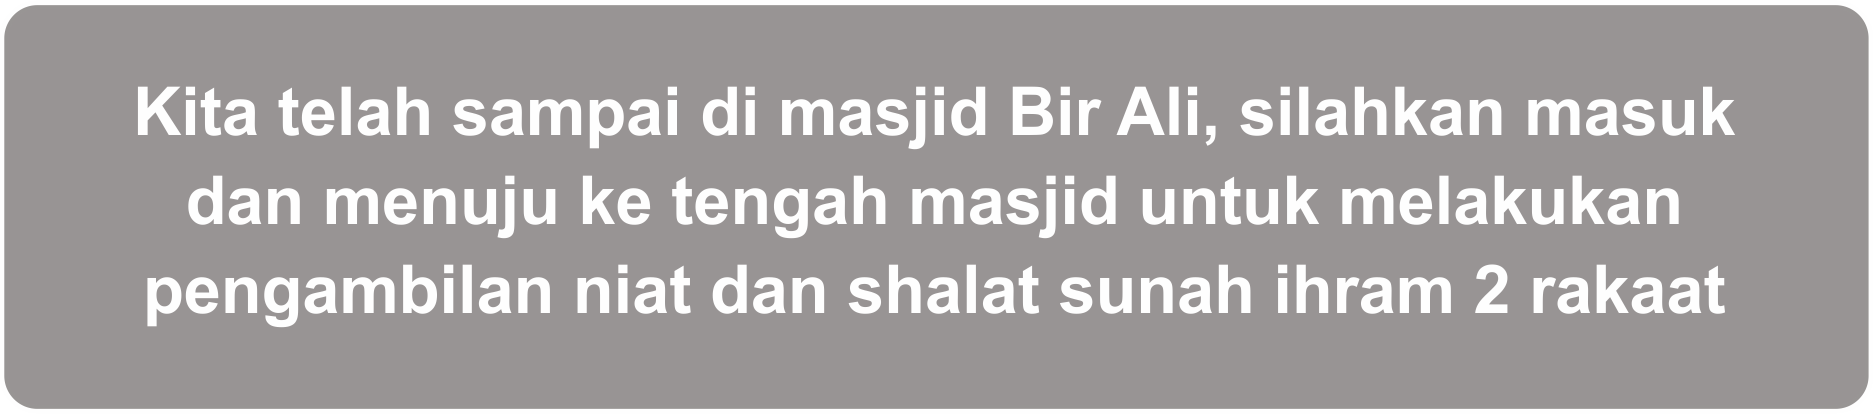 Kita telah sampai di masjid Bir Ali, silahkan masuk
dan menuju ke tengah masjid untuk melakukan
pengambilan niat dan shalat sunah ihram 2 rakaat